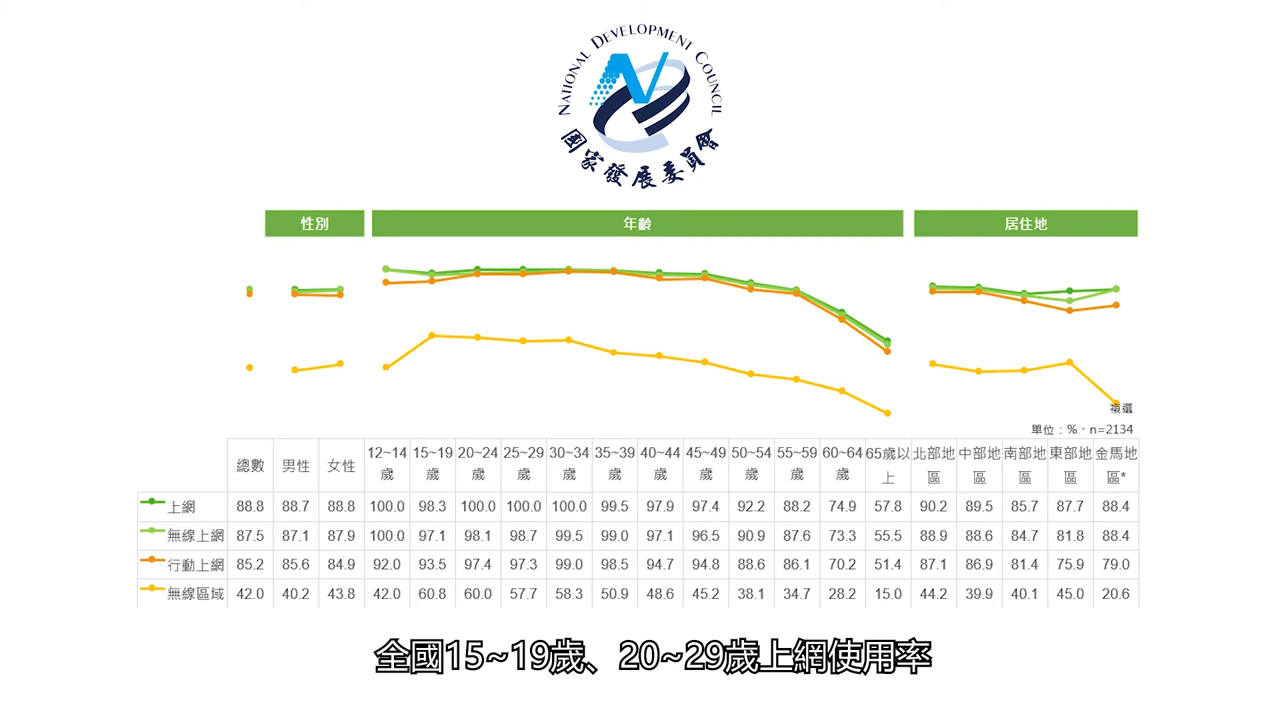 NATIONAL DEVELOPMENT COUNCIL
國家發展委員會
性別 年齡 居住地
複選
單位：%、n=2134
總數 男性 女性 12~14歲 15~19歲 20~24歲 25~29歲 30~34歲 35~39歲 40~44歲 45~49歲 50~54歲 55~59歲 60~64歲 65歲以上 北部地區 中部地區 南部地區 東部地區 金馬地區*
上網 88.8 88.7 88.8 100.0 98.3 100.0 100.0 100.0 99.5 97.9 97.4 92.2 88.2 74.9 57.8 90.2 89.5 85.7 87.7 88.4
無線上網 87.5 87.1 87.9 100.0 97.1 98.1 98.7 99.5 99.0 97.1 96.5 90.9 87.6 73.3 55.5 88.9 88.6 84.7 81.8 88.4
行動上網 85.2 85.6 84.9 92.0 93.5 97.4 97.3 99.0 98.5 94.7 94.8 88.6 86.1 70.2 51.4 87.1 86.9 81.4 75.9 79.0
無線區域 42.0 40.2 43.8 42.0 60.8 60.0 57.7 58.3 50.9 48.6 45.2 38.1 34.7 28.2 15.0 44.2 39.9 40.1 45.0 20.6
全國15~19歲、20~29歲上網使用率